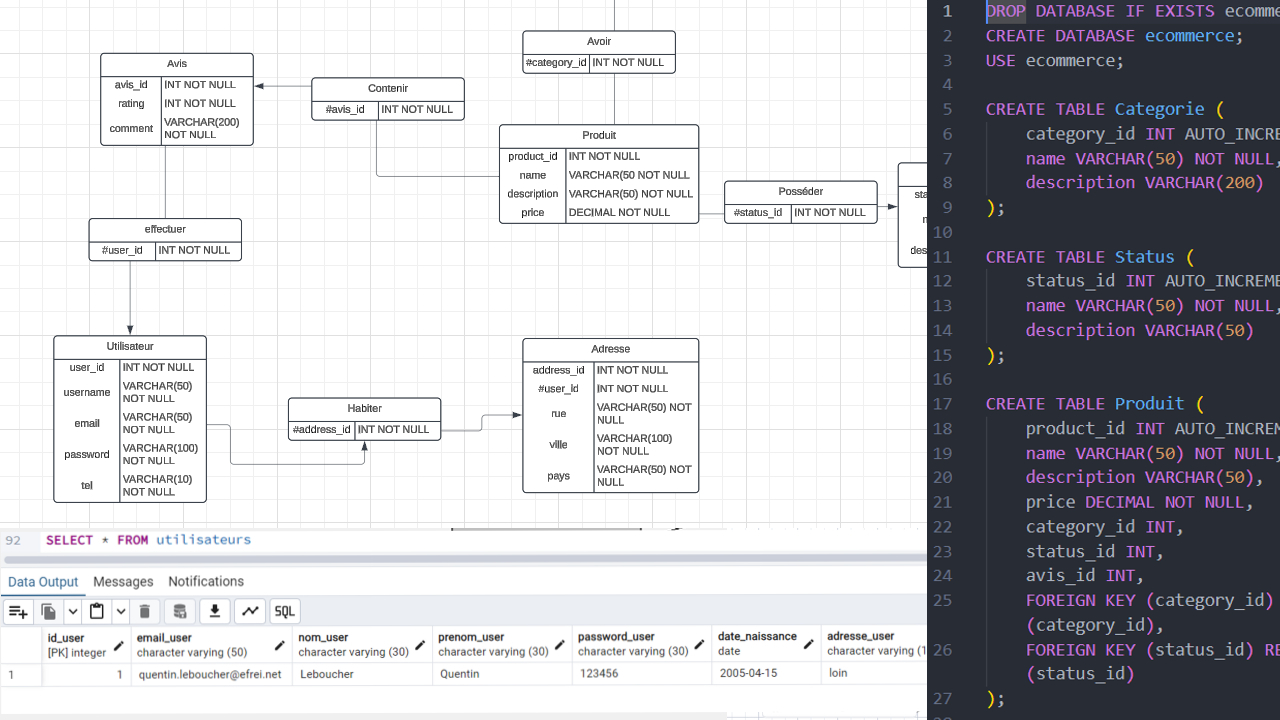 Avoir
#category_id INT NOT NULL
Avis
avis_id INT NOT NULL
rating INT NOT NULL
comment VARCHAR(200) NOT NULL
Contenir
#avis_id INT NOT NULL
Produit
product_id INT NOT NULL
name VARCHAR(50 NOT NULL
description VARCHAR(50) NOT NULL
price DECIMAL NOT NULL
Posséder
#status_id INT NOT NULL
effectuer
#user_id INT NOT NULL
Utilisateur
user_id INT NOT NULL
username VARCHAR(50) NOT NULL
email VARCHAR(50) NOT NULL
password VARCHAR(100) NOT NULL
tel VARCHAR(10) NOT NULL
Habiter
#address_id INT NOT NULL
Adresse
address_id INT NOT NULL
#user_id INT NOT NULL
rue VARCHAR(50) NOT NULL
ville VARCHAR(100) NOT NULL
pays VARCHAR(50) NOT NULL
92 SELECT * FROM utilisateurs
Data Output Messages Notifications
SQL
id_user email_user nom_user prenom_user password_user date_naissance adresse_user
[PK] integer character varying (50) character varying (30) character varying (30) character varying (30) date character varying
1 1 quentin.leboucher@efrei.net Leboucher Quentin 123456 2005-04-15 loin
1 DROP DATABASE IF EXISTS ecomme
2 CREATE DATABASE ecommerce;
3 USE ecommerce;
4
5 CREATE TABLE Categorie (
6 category_id INT AUTO_INCRE
7 name VARCHAR(50) NOT NULL,
8 description VARCHAR(200)
9 );
10
11 CREATE TABLE Status (
12 status_id INT AUTO_INCREME
13 name VARCHAR(50) NOT NULL,
14 description VARCHAR(50)
15 );
16
17 CREATE TABLE Produit (
18 product_id INT AUTO_INCREM
19 name VARCHAR(50) NOT NULL,
20 description VARCHAR(50),
21 price DECIMAL NOT NULL,
22 category_id INT,
23 status_id INT,
24 avis_id INT,
25 FOREIGN KEY (category_id)
(category_id),
26 FOREIGN KEY (status_id) RE
(status_id)
27 );